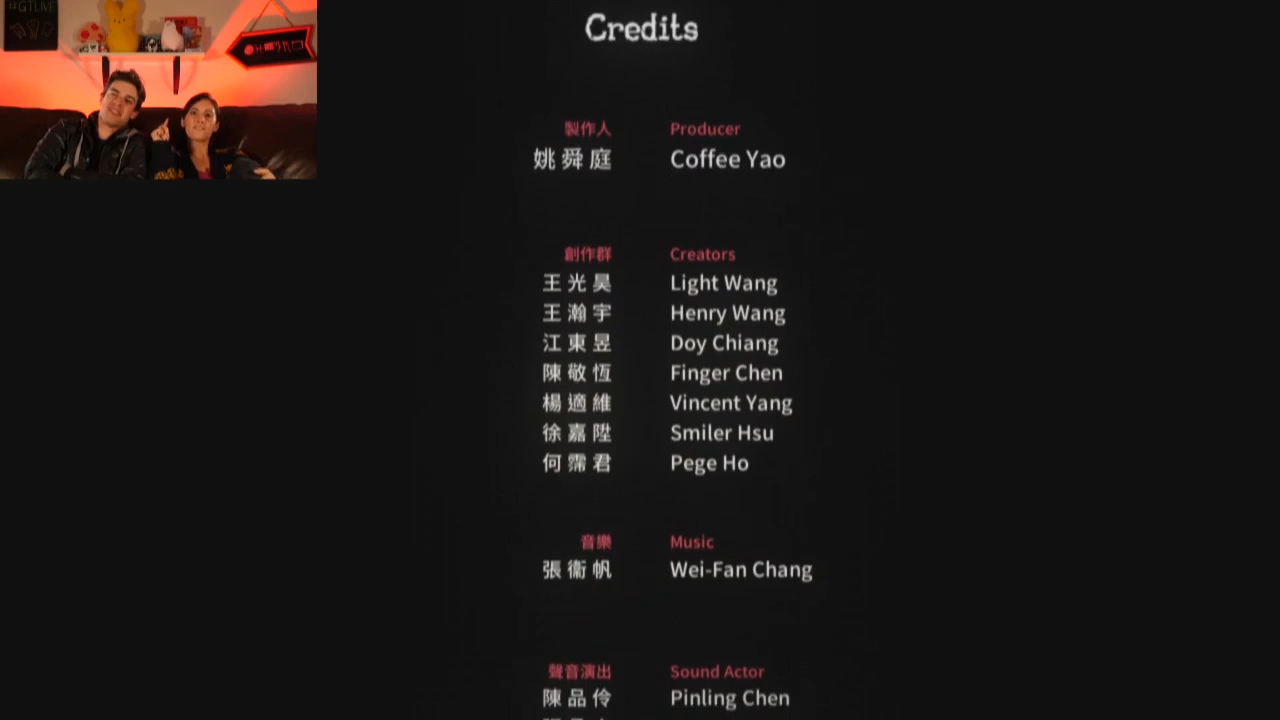 #GTLIVE
Credits
製作人 Producer
姚舜庭 Coffee Yao
創作群 Creators
王光昊 Light Wang
王瀚宇 Henry Wang
江東昱 Doy Chiang
陳敬恆 Finger Chen
楊適維 Vincent Yang
徐嘉陞 Smiler Hsu
何霈君 Pege Ho
音樂 Music
張衞帆 Wei-Fan Chang
聲音演出 Sound Actor
陳品伶 Pinling Chen